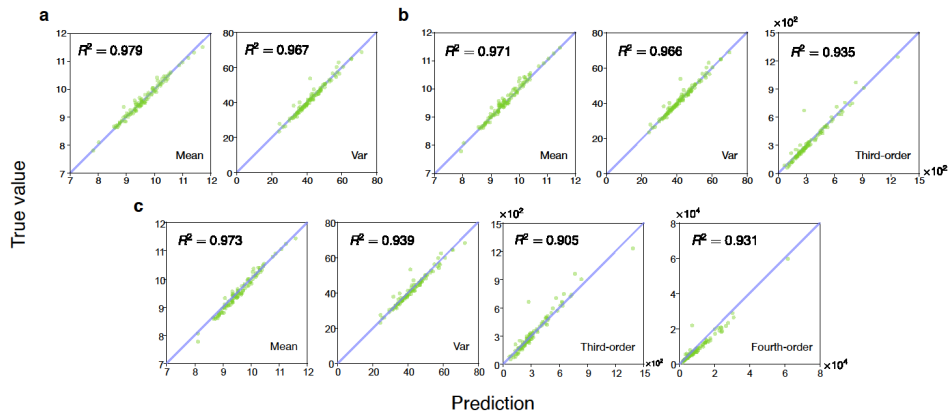 a
b
True value
12
11
10
9
8
7
7 8 9 10 11 12
R² = 0.979
Mean
80
60
40
20
0
0 20 40 60 80
R² = 0.967
Var
12
11
10
9
8
7
7 8 9 10 11 12
R² = 0.971
Mean
80
60
40
20
0
0 20 40 60 80
R² = 0.966
Var
×10²
15
12
9
6
3
0
0 3 6 9 12 15 ×10²
R² = 0.935
Third-order
c
12
11
10
9
8
7
7 8 9 10 11 12
R² = 0.973
Mean
80
60
40
20
0
0 20 40 60 80
R² = 0.939
Var
×10²
15
12
9
6
3
0
0 3 6 9 12 15 ×10²
R² = 0.905
Third-order
×10⁴
8
6
4
2
0
0 2 4 6 8 ×10⁴
R² = 0.931
Fourth-order
Prediction